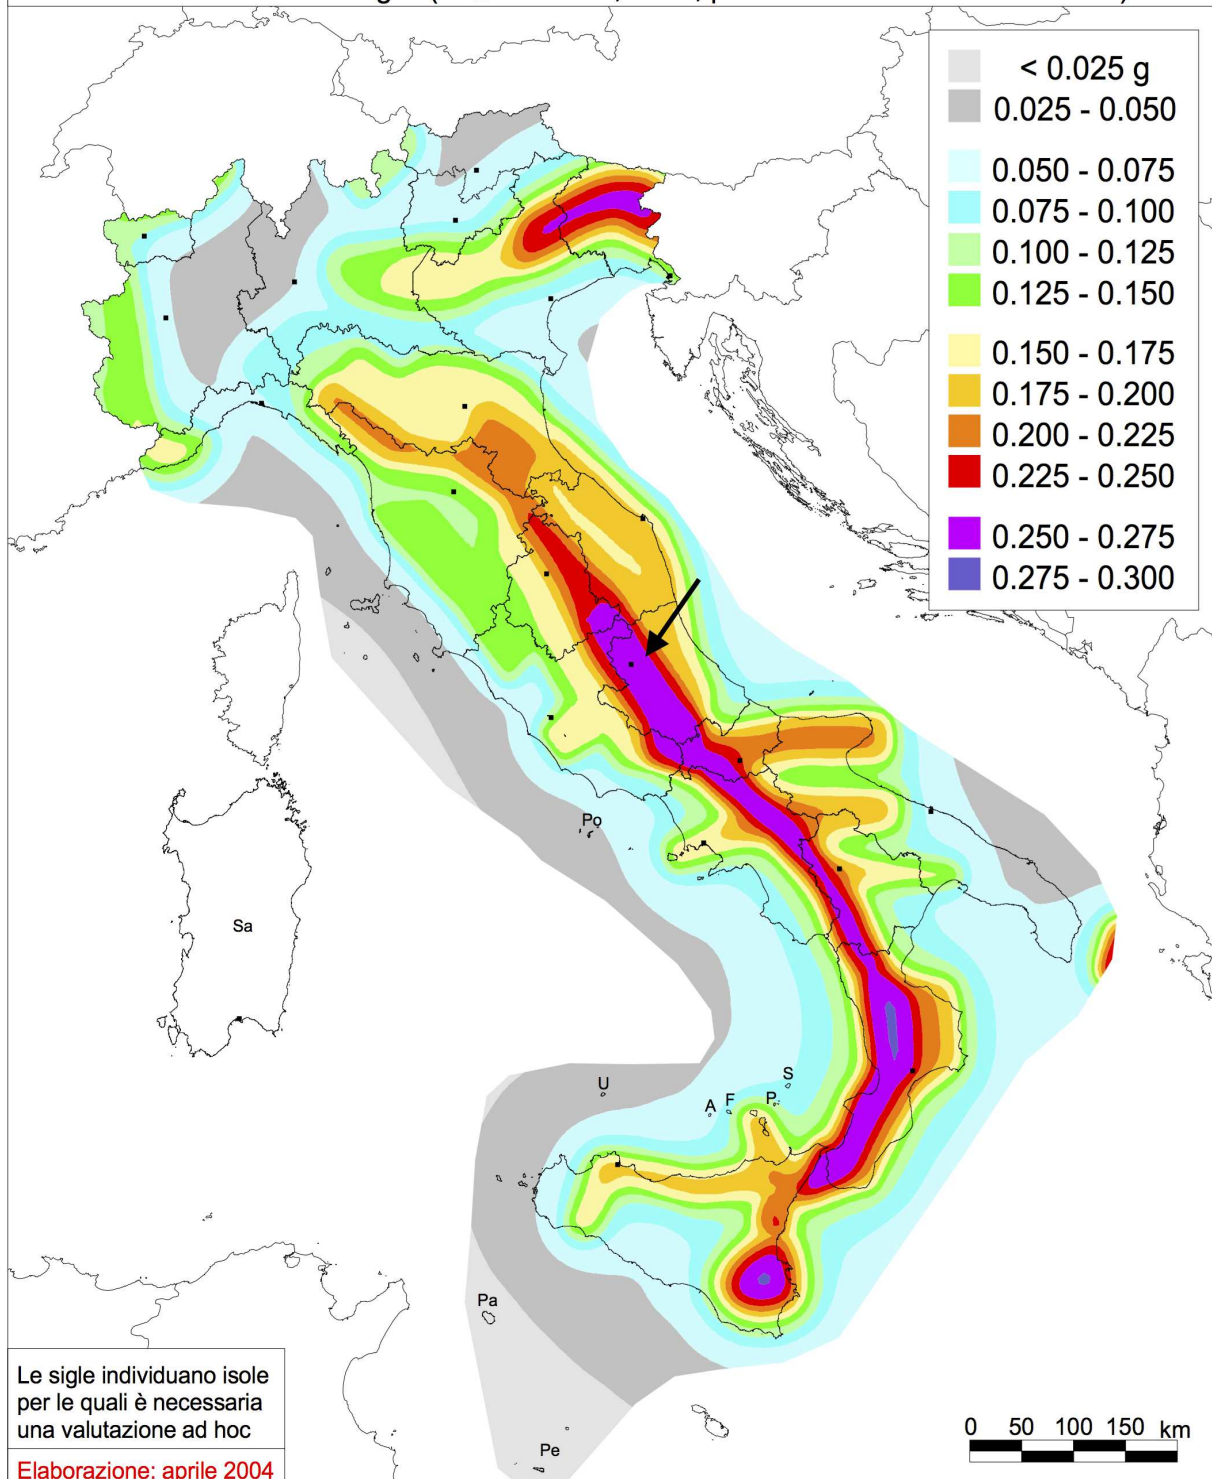 < 0.025 g
0.025 - 0.050
0.050 - 0.075
0.075 - 0.100
0.100 - 0.125
0.125 - 0.150
0.150 - 0.175
0.175 - 0.200
0.200 - 0.225
0.225 - 0.250
0.250 - 0.275
0.275 - 0.300
Po
Sa
U
S
A F P
Pa
Pe
Le sigle individuano isole
per le quali è necessaria
una valutazione ad hoc
Elaborazione: aprile 2004
0 50 100 150 km